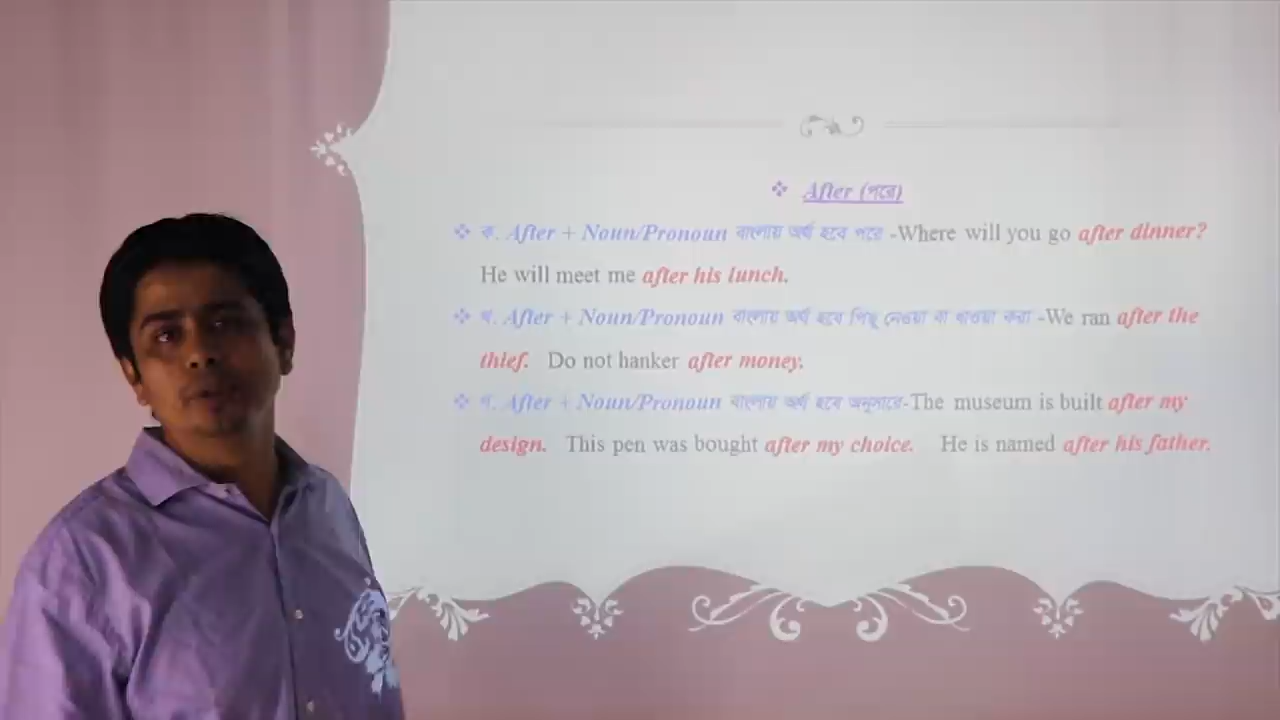 ❖ After (পরে)
❖ ক. After + Noun/Pronoun বাংলায় অর্থ হবে পরে -Where will you go after dinner?
He will meet me after his lunch.
❖ খ. After + Noun/Pronoun বাংলায় অর্থ হবে পিছু নেওয়া বা ধাওয়া করা -We ran after the
thief. Do not hanker after money.
❖ গ. After + Noun/Pronoun বাংলায় অর্থ হবে অনুসারে-The museum is built after my
design. This pen was bought after my choice. He is named after his father.